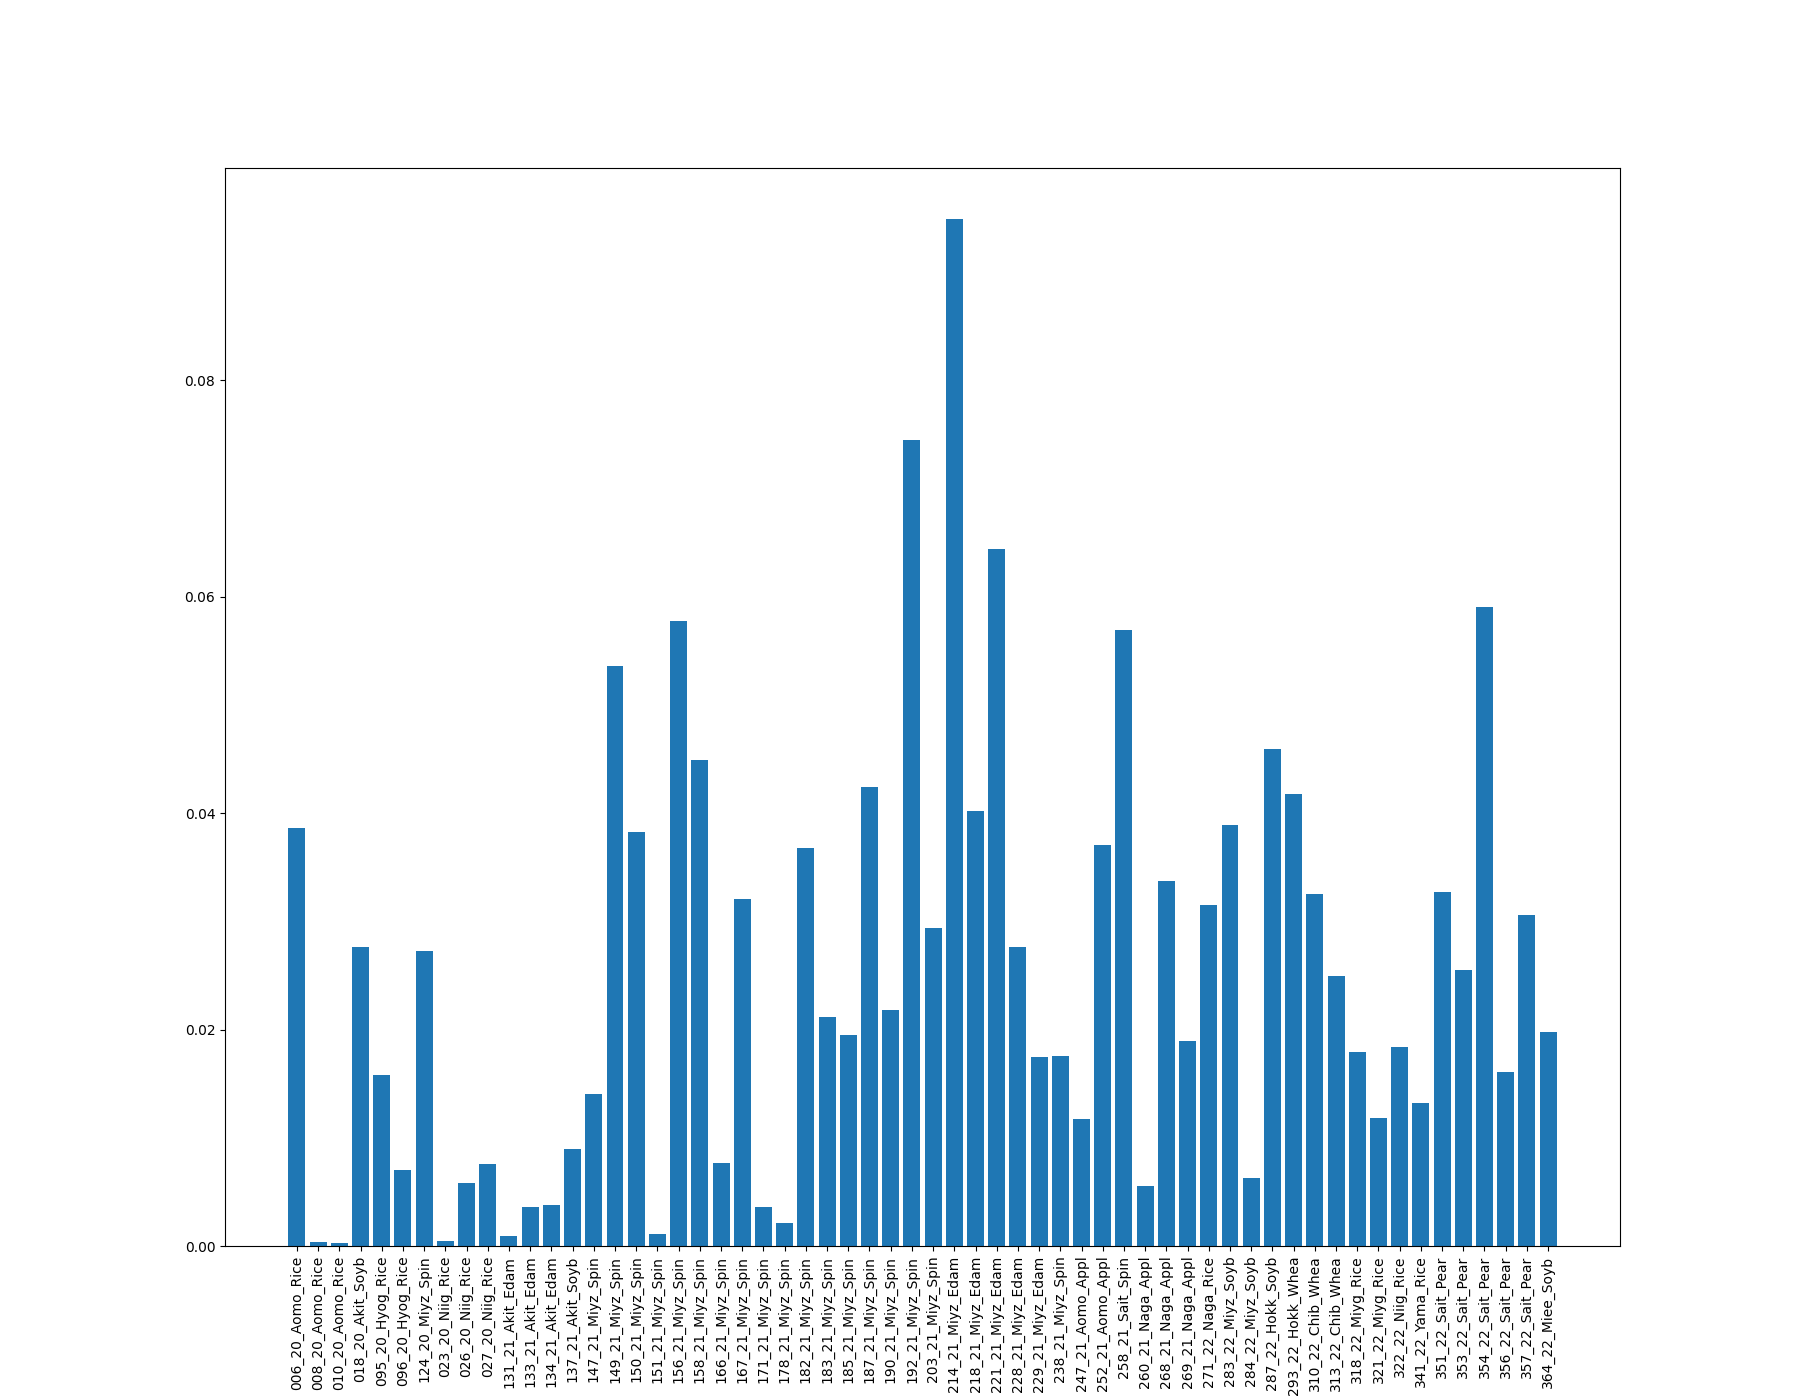 0.08
0.06
0.04
0.02
0.00
006_20_Aomo_Rice
008_20_Aomo_Rice
010_20_Aomo_Rice
018_20_Akit_Soyb
095_20_Hyog_Rice
096_20_Hyog_Rice
124_20_Miyz_Spin
023_20_Niig_Rice
026_20_Niig_Rice
027_20_Niig_Rice
131_21_Akit_Edam
133_21_Akit_Edam
134_21_Akit_Edam
137_21_Akit_Soyb
147_21_Miyz_Spin
149_21_Miyz_Spin
150_21_Miyz_Spin
151_21_Miyz_Spin
156_21_Miyz_Spin
158_21_Miyz_Spin
166_21_Miyz_Spin
167_21_Miyz_Spin
171_21_Miyz_Spin
178_21_Miyz_Spin
182_21_Miyz_Spin
183_21_Miyz_Spin
185_21_Miyz_Spin
187_21_Miyz_Spin
190_21_Miyz_Spin
192_21_Miyz_Spin
203_21_Miyz_Spin
214_21_Miyz_Edam
218_21_Miyz_Edam
221_21_Miyz_Edam
228_21_Miyz_Edam
229_21_Miyz_Edam
238_21_Miyz_Spin
247_21_Aomo_Appl
252_21_Aomo_Appl
258_21_Sait_Spin
260_21_Naga_Appl
268_21_Naga_Appl
269_21_Naga_Appl
271_22_Naga_Rice
283_22_Miyz_Soyb
284_22_Miyz_Soyb
287_22_Hokk_Soyb
293_22_Hokk_Whea
310_22_Chib_Whea
313_22_Chib_Whea
318_22_Miyg_Rice
321_22_Miyg_Rice
322_22_Niig_Rice
341_22_Yama_Rice
351_22_Sait_Pear
353_22_Sait_Pear
354_22_Sait_Pear
356_22_Sait_Pear
357_22_Sait_Pear
364_22_Miee_Soyb